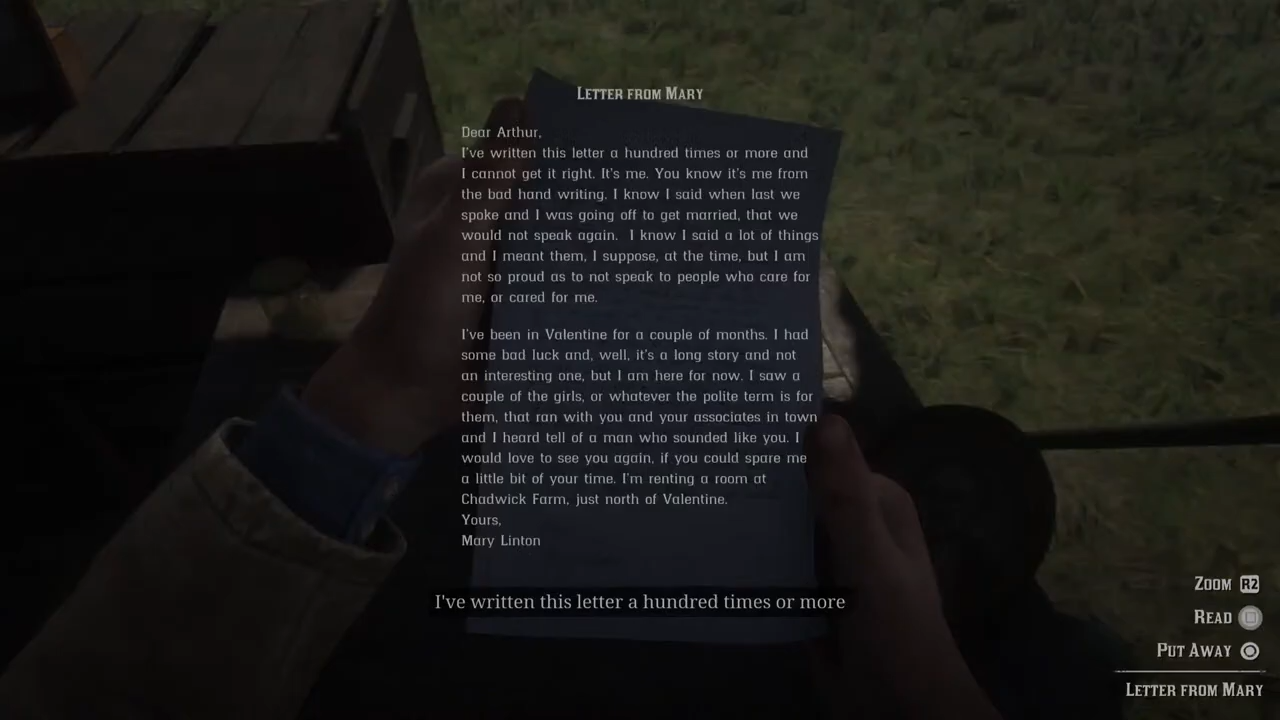 LETTER FROM MARY
Dear Arthur,
I've written this letter a hundred times or more and
I cannot get it right. It's me. You know it's me from
the bad hand writing. I know I said when last we
spoke and I was going off to get married, that we
would not speak again.  I know I said a lot of things
and I meant them, I suppose, at the time, but I am
not so proud as to not speak to people who care for
me, or cared for me.
I've been in Valentine for a couple of months. I had
some bad luck and, well, it's a long story and not
an interesting one, but I am here for now. I saw a
couple of the girls, or whatever the polite term is for
them, that ran with you and your associates in town
and I heard tell of a man who sounded like you. I
would love to see you again, if you could spare me
a little bit of your time. I'm renting a room at
Chadwick Farm, just north of Valentine.
Yours,
Mary Linton
I've written this letter a hundred times or more
ZOOM R2
READ
PUT AWAY
LETTER FROM MARY